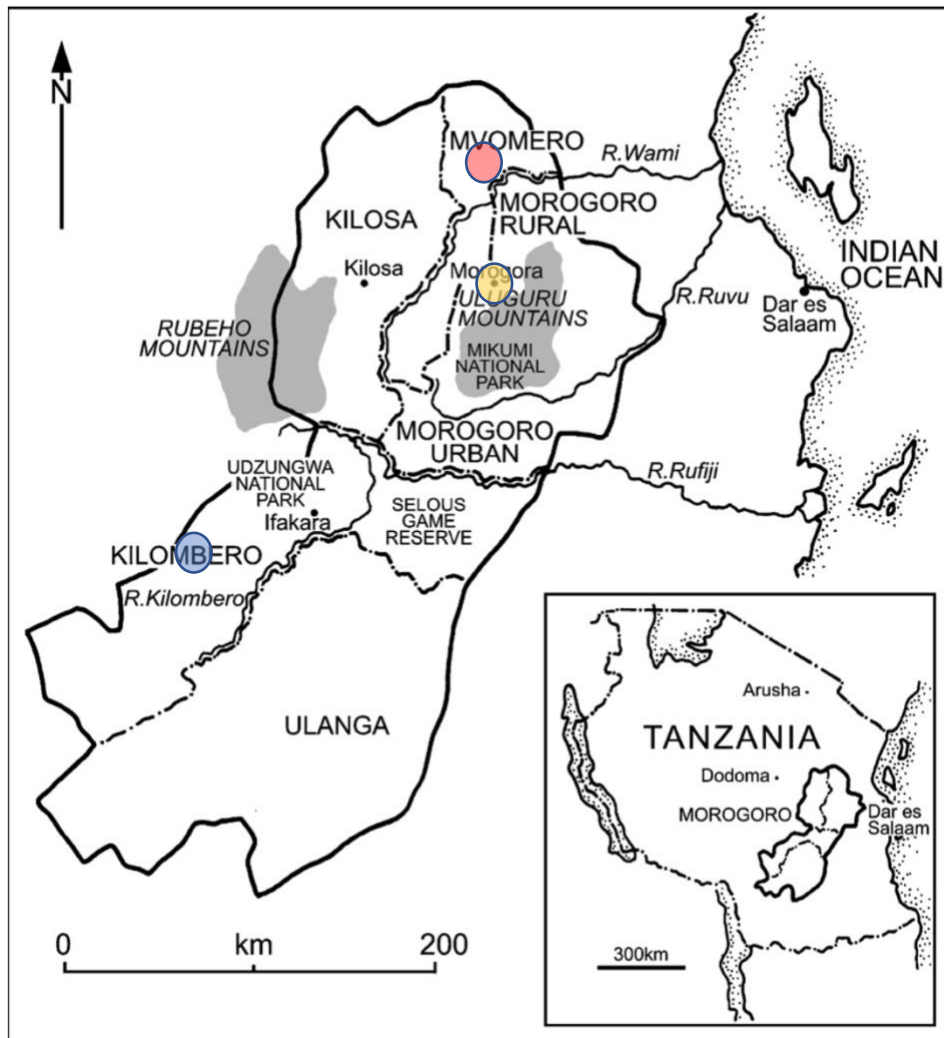 N
MVOMERO
R.Wami
MOROGORO
RURAL
KILOSA
INDIAN
OCEAN
Kilosa
Morogora
ULUGURU
MOUNTAINS
R.Ruvu
Dar es
Salaam
RUBEHO
MOUNTAINS
MIKUMI
NATIONAL
PARK
MOROGORO
URBAN
UDZUNGWA
NATIONAL
PARK
R.Rufiji
Ifakara
SELOUS
GAME
RESERVE
KILOMBERO
R.Kilombero
ULANGA
0 km 200
Arusha
TANZANIA
Dodoma
MOROGORO
Dar es
Salaam
300km